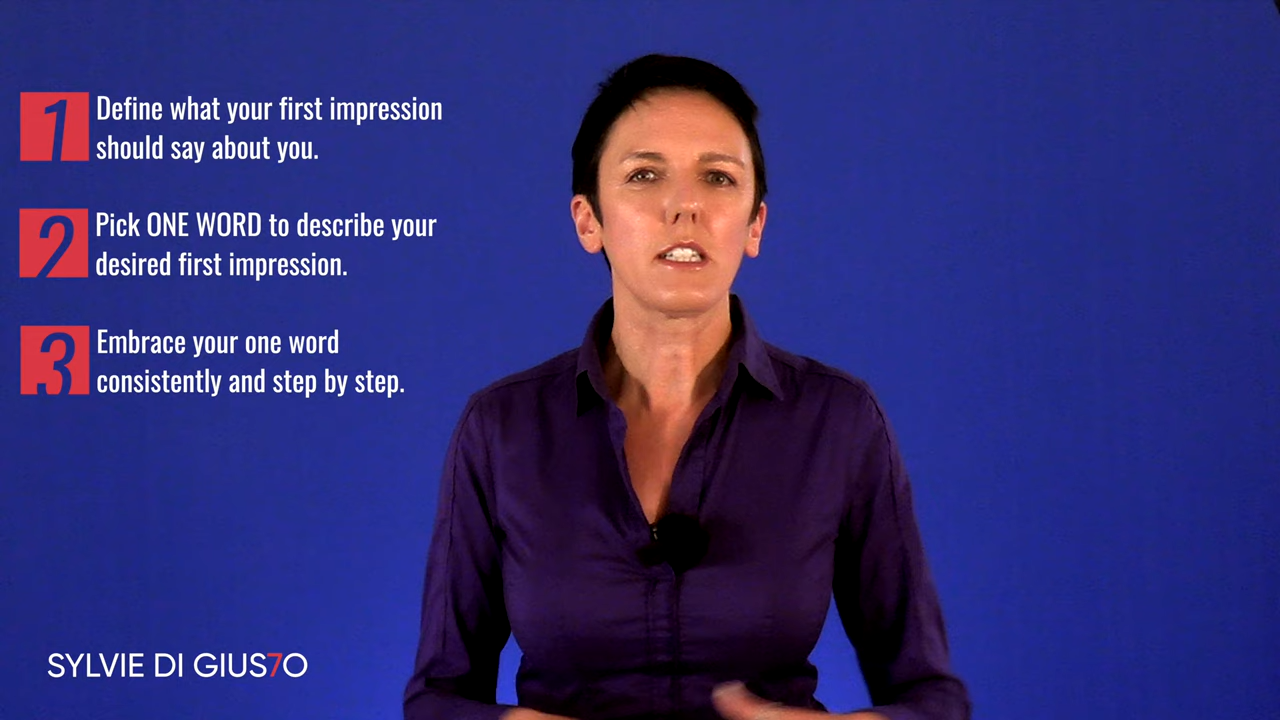 1 Define what your first impression
should say about you.
2 Pick ONE WORD to describe your
desired first impression.
3 Embrace your one word
consistently and step by step.
SYLVIE DI GIUS7O